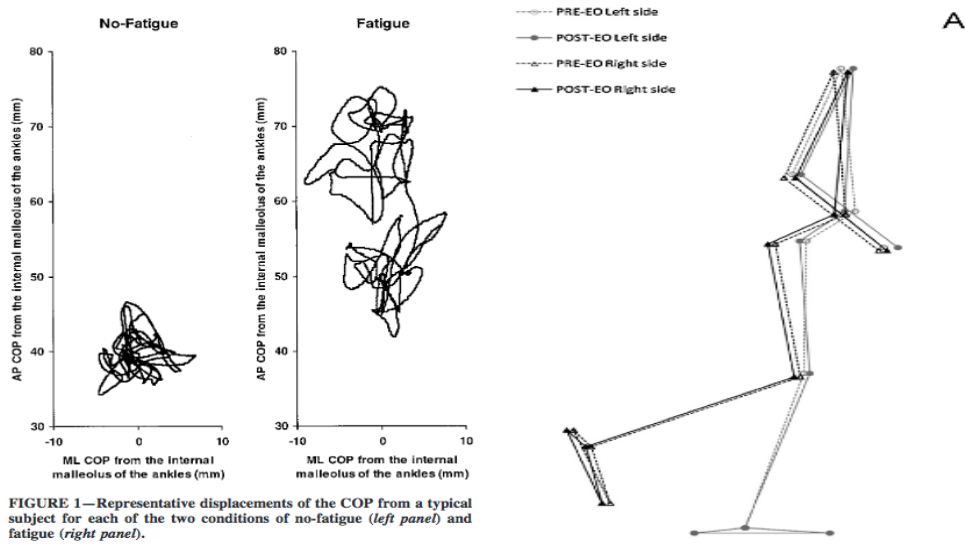 No-Fatigue
80
70
60
50
40
30
-10
0
10
AP COP from the internal malleolus of the ankles (mm)
ML COP from the internal
malleolus of the ankles (mm)
Fatigue
80
70
60
50
40
30
-10
0
10
AP COP from the internal malleolus of the ankles (mm)
ML COP from the internal
malleolus of the ankles (mm)
FIGURE 1—Representative displacements of the COP from a typical
subject for each of the two conditions of no-fatigue (left panel) and
fatigue (right panel).
PRE-EO Left side
POST-EO Left side
PRE-EO Right side
POST-EO Right side
A